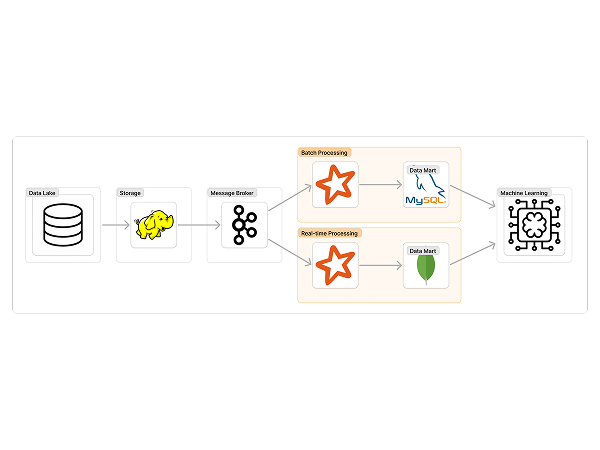 Batch Processing
Data Mart
MySQL
Data Lake
Storage
Message Broker
Machine Learning
Real-time Processing
Data Mart